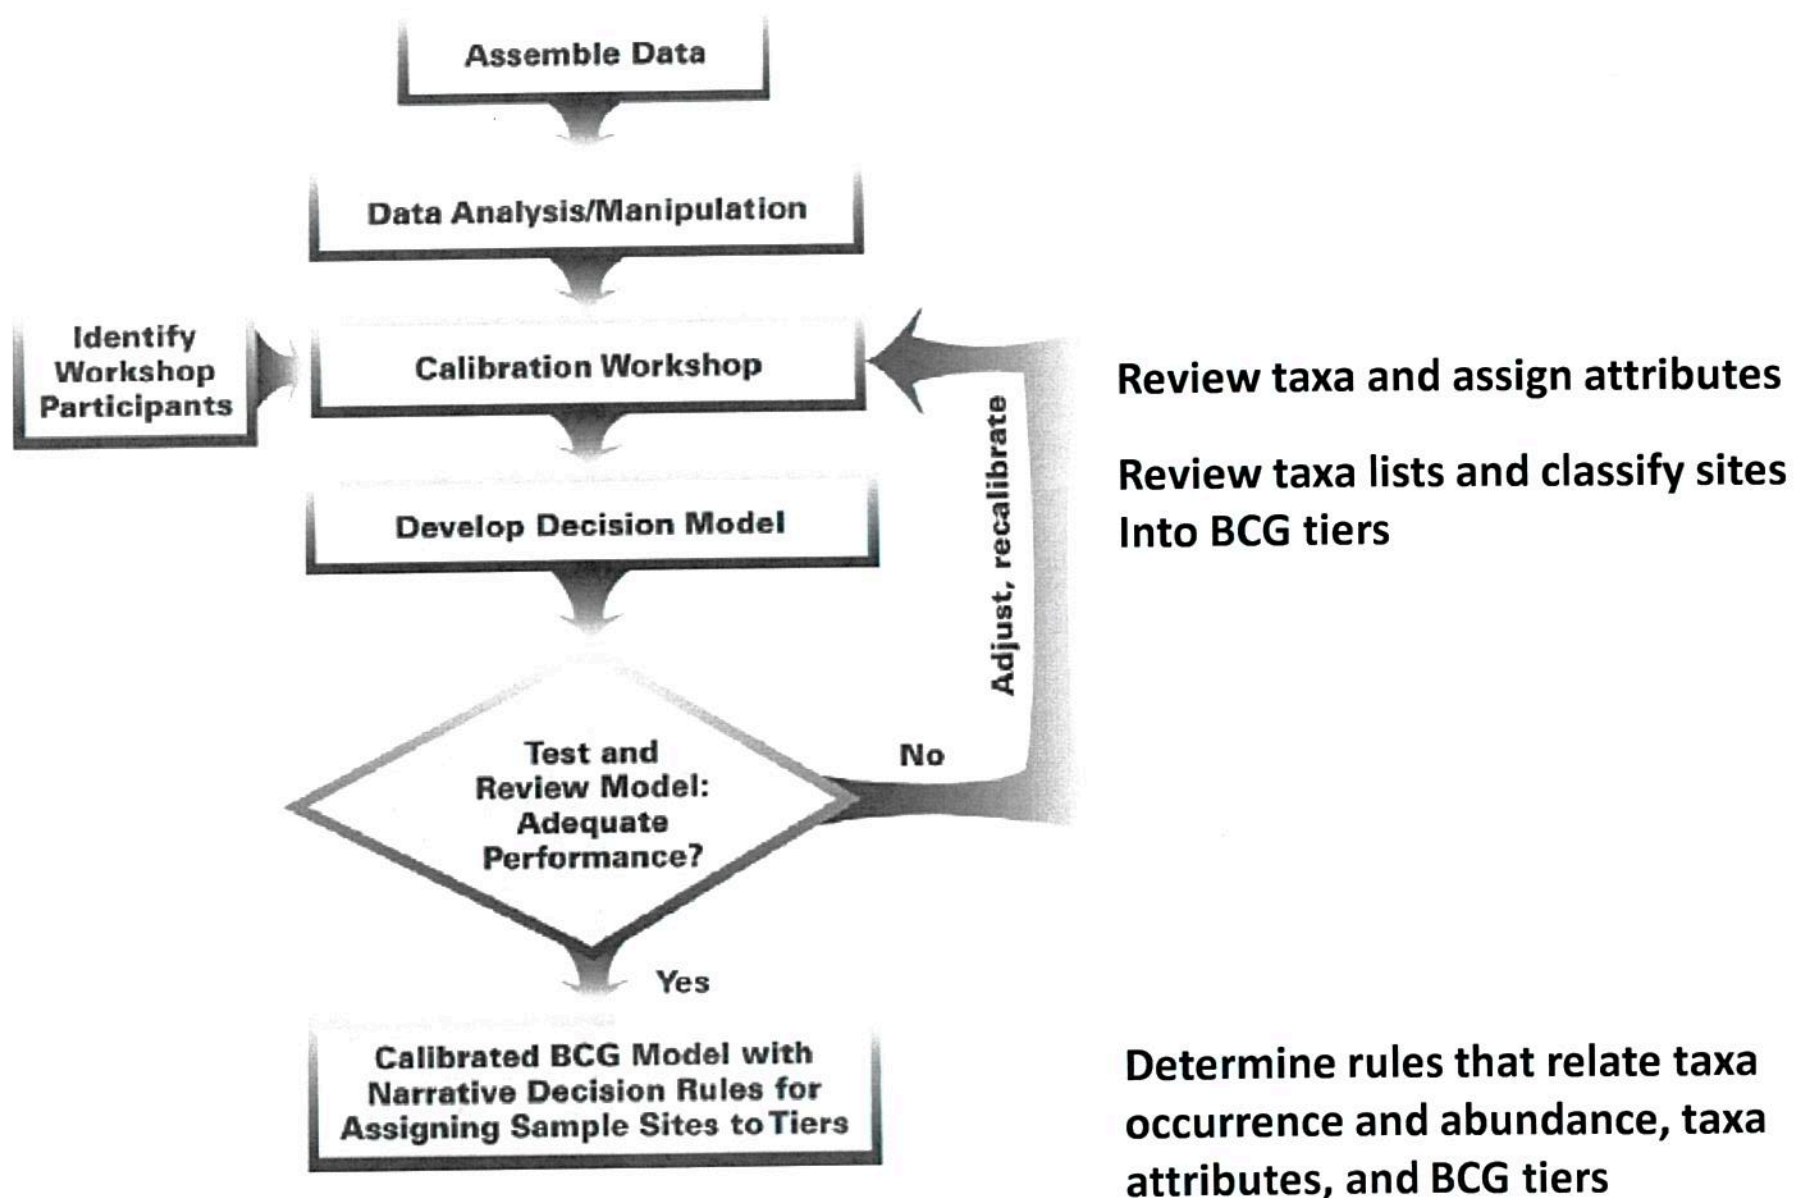 Assemble Data
Data Analysis/Manipulation
Identify
Workshop
Participants
Calibration Workshop
Review taxa and assign attributes
Review taxa lists and classify sites
Into BCG tiers
Adjust, recalibrate
Develop Decision Model
Test and
Review Model:
Adequate
Performance?
No
Yes
Calibrated BCG Model with
Narrative Decision Rules for
Assigning Sample Sites to Tiers
Determine rules that relate taxa
occurrence and abundance, taxa
attributes, and BCG tiers